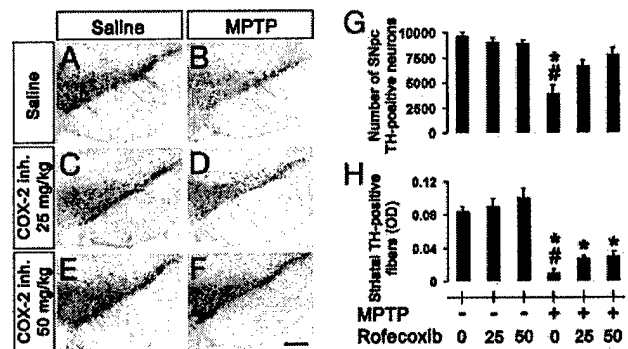 Saline
MPTP
Saline
COX-2 inh.
25 mg/kg
COX-2 inh.
50 mg/kg
A
B
C
D
E
F
G
Number of SNpc
TH-positive neurons
10000
7500
5000
2500
0
*
#
H
Striatal TH-positive
fibers (OD)
0.12
0.08
0.04
0
*
#
*
*
MPTP - - - + + +
Rofecoxib 0 25 50 0 25 50